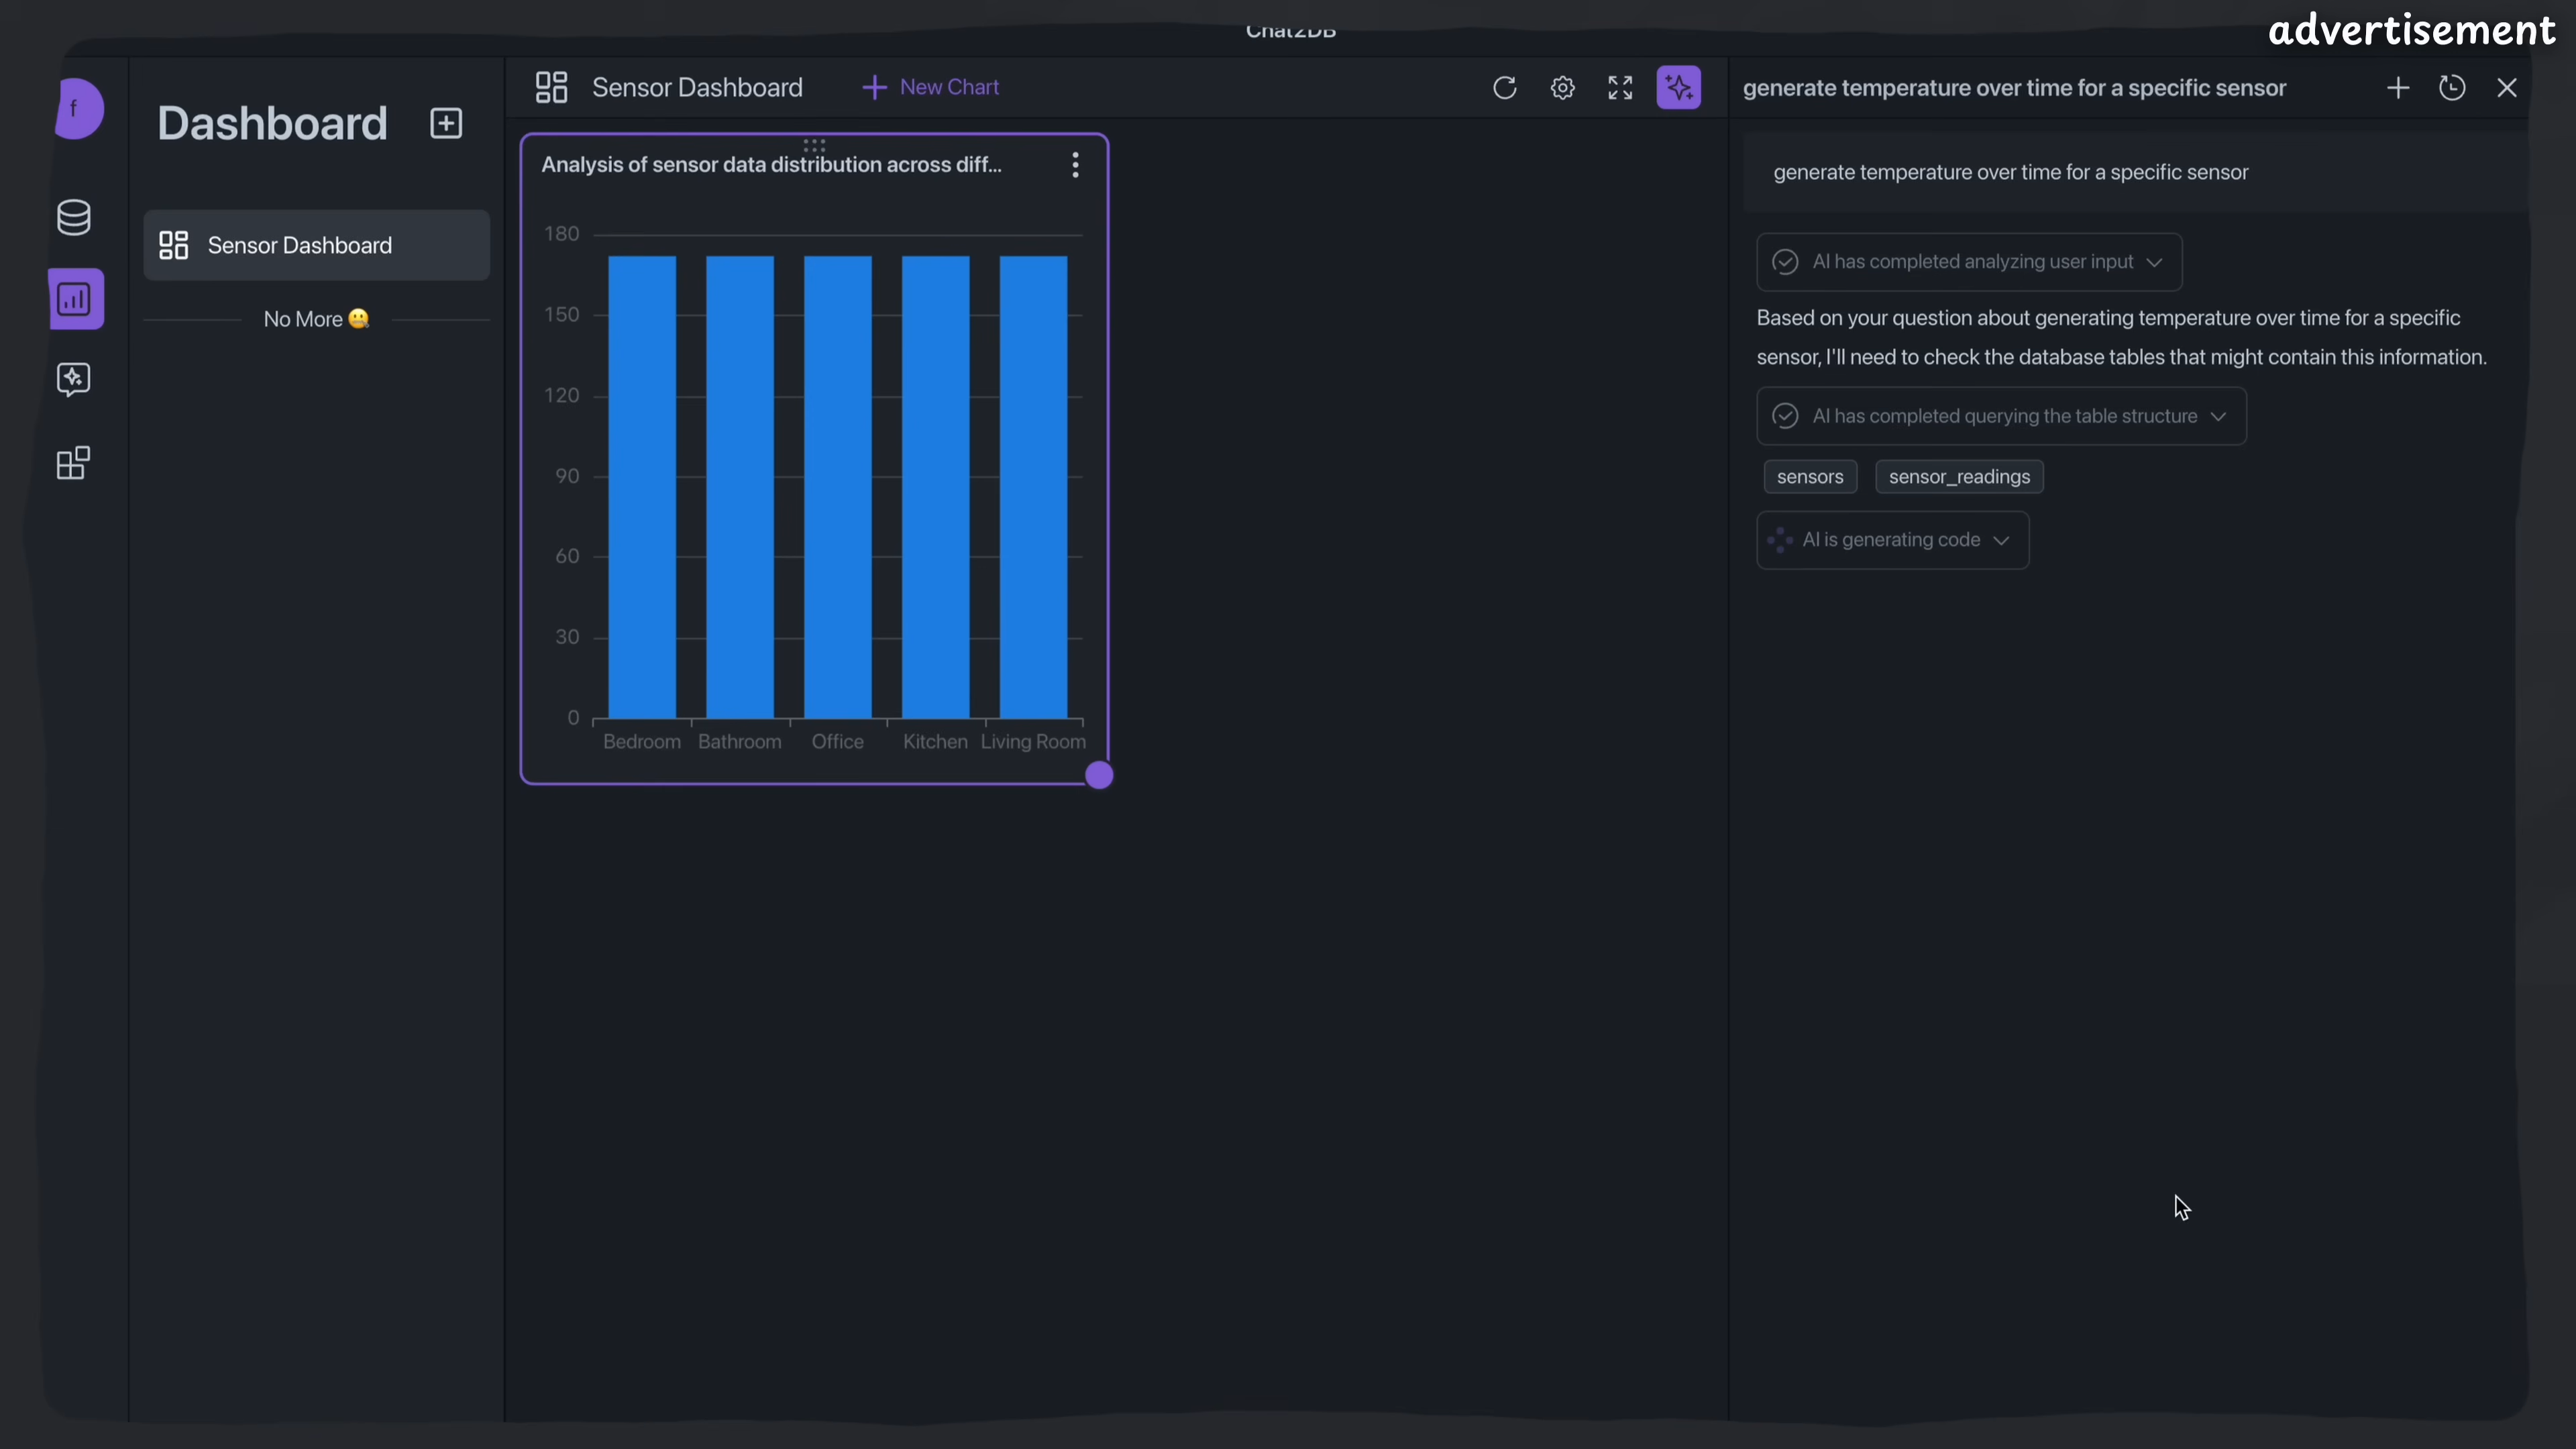 advertisement
Chat2DB
f
Dashboard
Sensor Dashboard
No More 🤐
Sensor Dashboard
New Chart
Analysis of sensor data distribution across diff...
180
150
120
90
60
30
0
Bedroom Bathroom Office Kitchen Living Room
generate temperature over time for a specific sensor
generate temperature over time for a specific sensor
AI has completed analyzing user input
Based on your question about generating temperature over time for a specific
sensor, I'll need to check the database tables that might contain this information.
AI has completed querying the table structure
sensors sensor_readings
AI is generating code